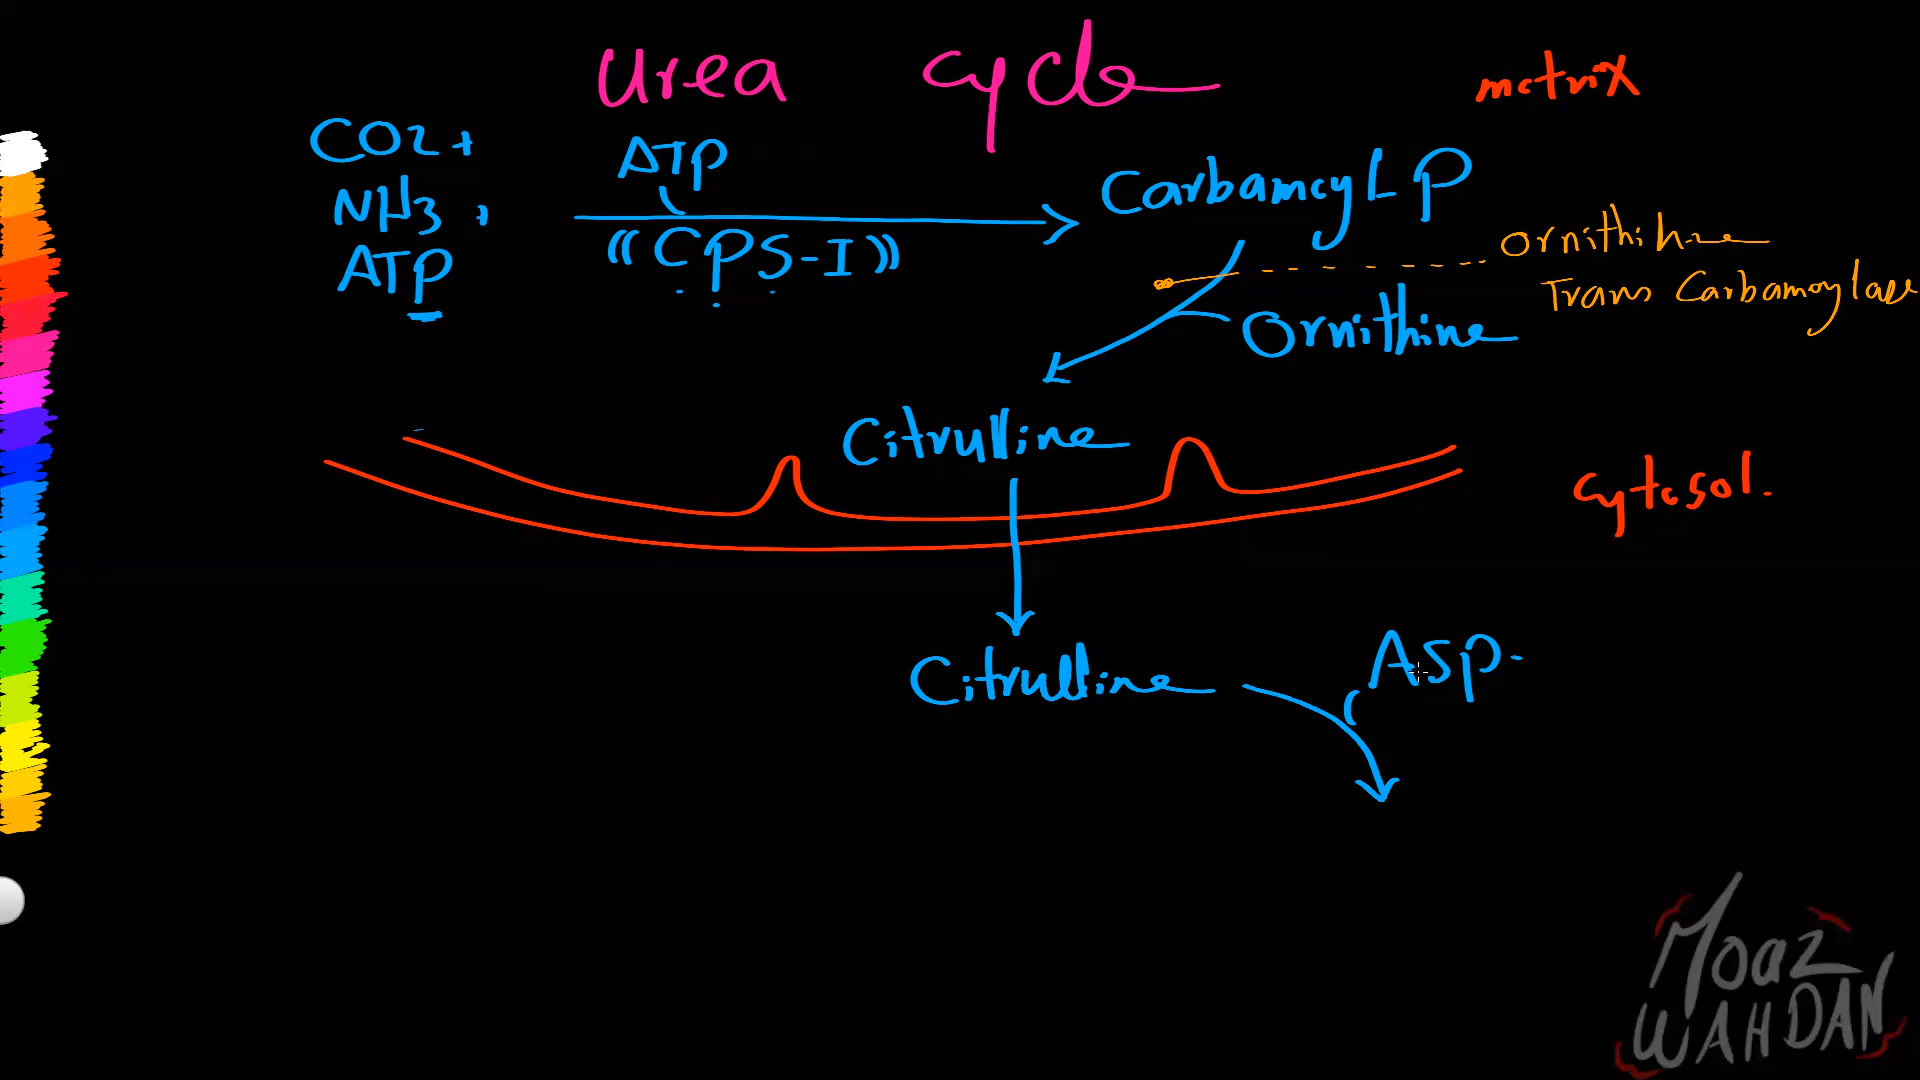 Urea cycle
matrix
CO2 +
NH3 +
ATP
ATP
((CPS-I))
Carbamoyl P
Ornithine
Trans Carbamoylase
Ornithine
Citrulline
cytosol.
Citrulline
Asp.
MOAZ
WAHDAN